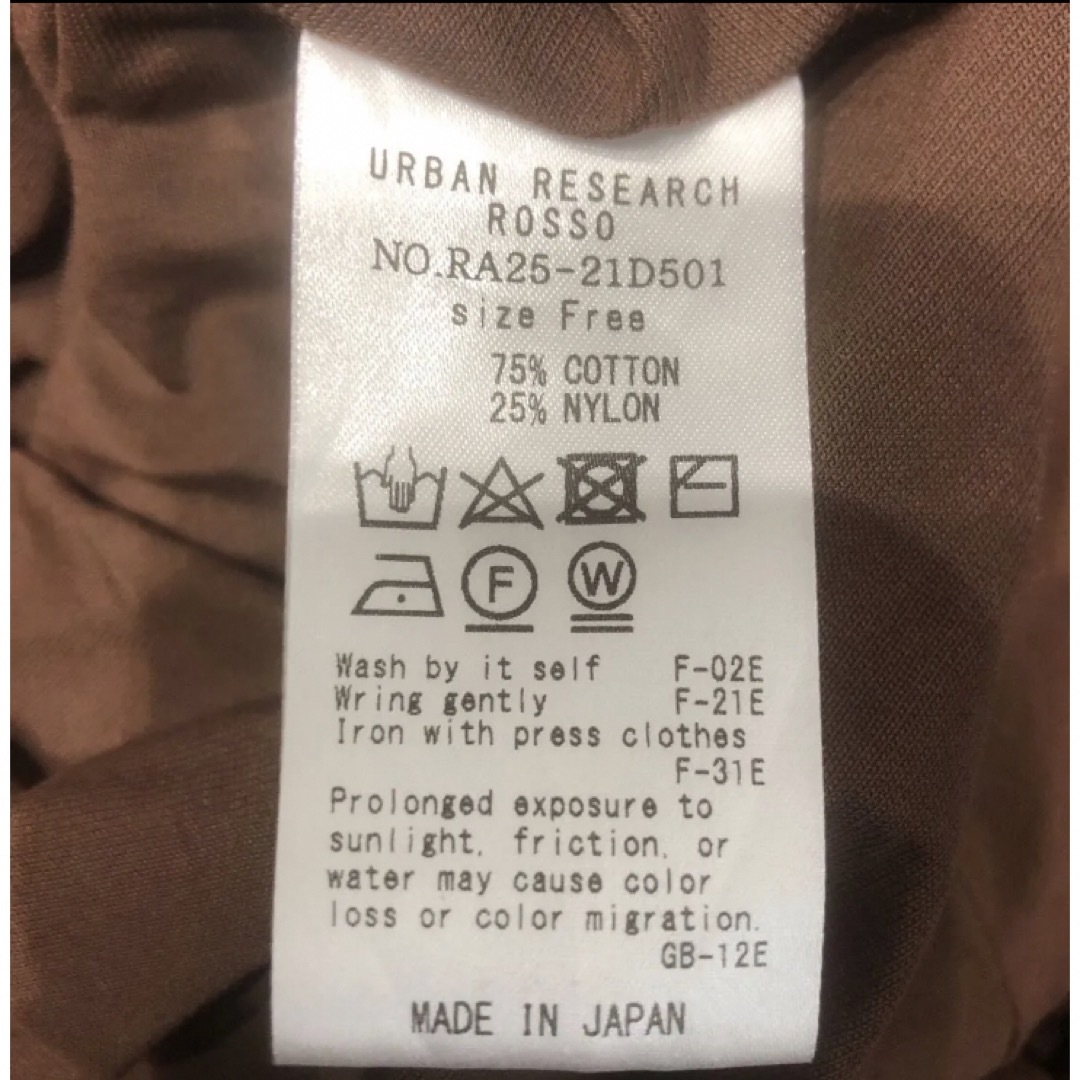 URBAN RESEARCH
ROSSO
NO.RA25-21D501
size Free
75% COTTON
25% NYLON
F W
Wash by it self F-02E
Wring gently F-21E
Iron with press clothes
F-31E
Prolonged exposure to
sunlight, friction, or
water may cause color
loss or color migration.
GB-12E
MADE IN JAPAN